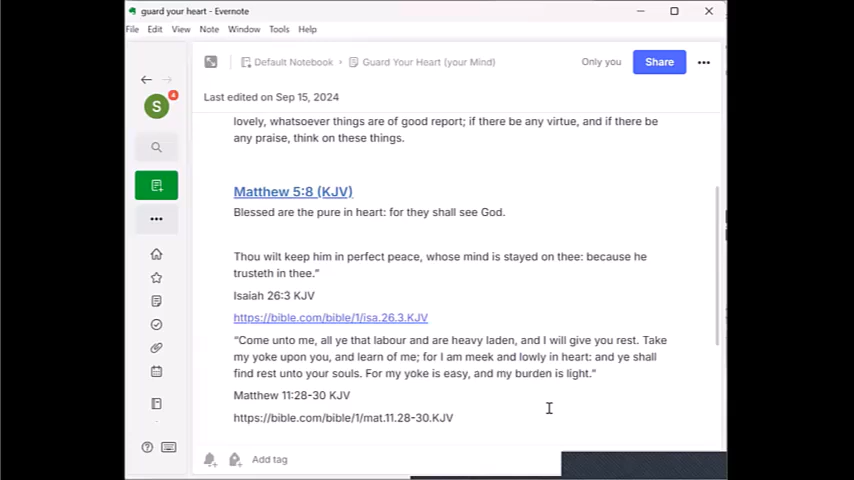 guard your heart - Evernote
File Edit View Note Window Tools Help
Default Notebook > Guard Your Heart (your Mind) Only you Share
S 4
Last edited on Sep 15, 2024
lovely, whatsoever things are of good report; if there be any virtue, and if there be
any praise, think on these things.
Matthew 5:8 (KJV)
Blessed are the pure in heart: for they shall see God.
Thou wilt keep him in perfect peace, whose mind is stayed on thee: because he
trusteth in thee.”
Isaiah 26:3 KJV
https://bible.com/bible/1/isa.26.3.KJV
“Come unto me, all ye that labour and are heavy laden, and I will give you rest. Take
my yoke upon you, and learn of me; for I am meek and lowly in heart: and ye shall
find rest unto your souls. For my yoke is easy, and my burden is light.”
Matthew 11:28-30 KJV
https://bible.com/bible/1/mat.11.28-30.KJV
Add tag